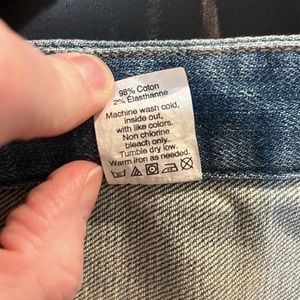 98% Coton
2% Élasthanne
Machine wash cold,
inside out,
with like colors.
Non chlorine
bleach only.
Tumble dry low.
Warm iron as needed.